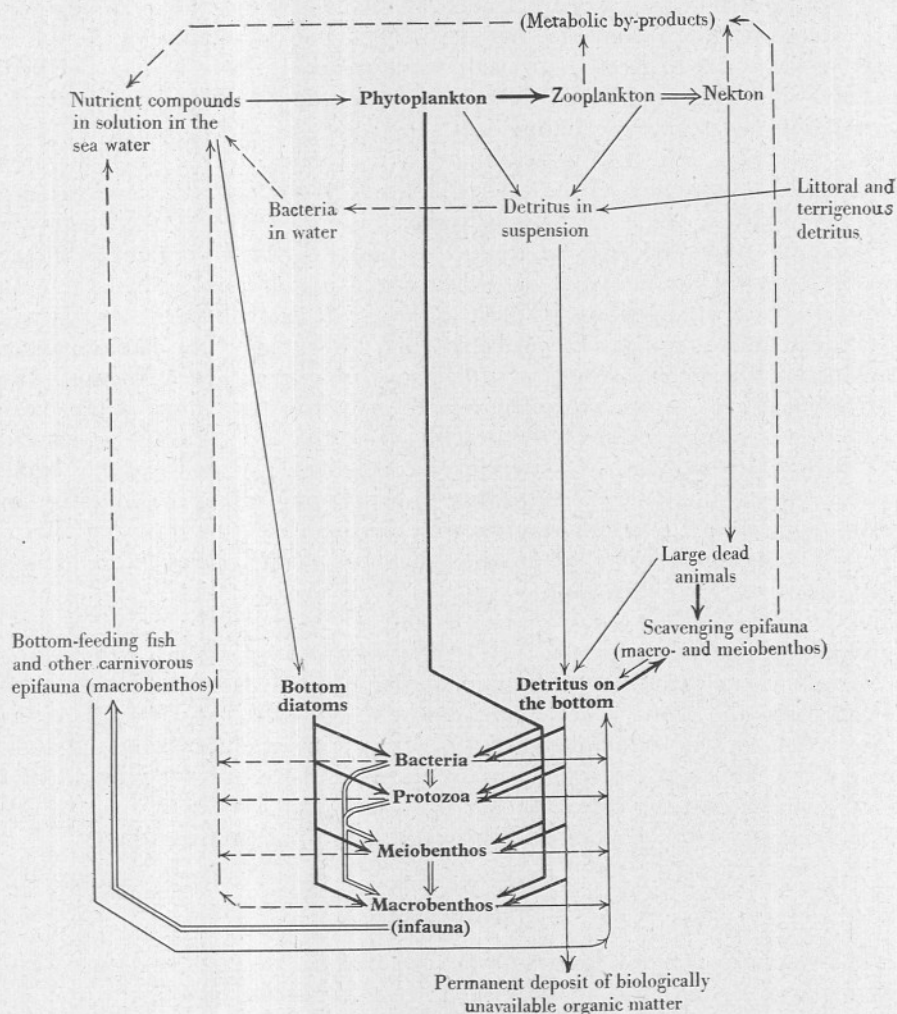 (Metabolic by-products)
Nutrient compounds
in solution in the
sea water
Phytoplankton
Zooplankton
Nekton
Bacteria
in water
Detritus in
suspension
Littoral and
terrigenous
detritus
Large dead
animals
Scavenging epifauna
(macro- and meiobenthos)
Bottom-feeding fish
and other carnivorous
epifauna (macrobenthos)
Bottom
diatoms
Detritus on
the bottom
Bacteria
Protozoa
Meiobenthos
Macrobenthos
(infauna)
Permanent deposit of biologically
unavailable organic matter